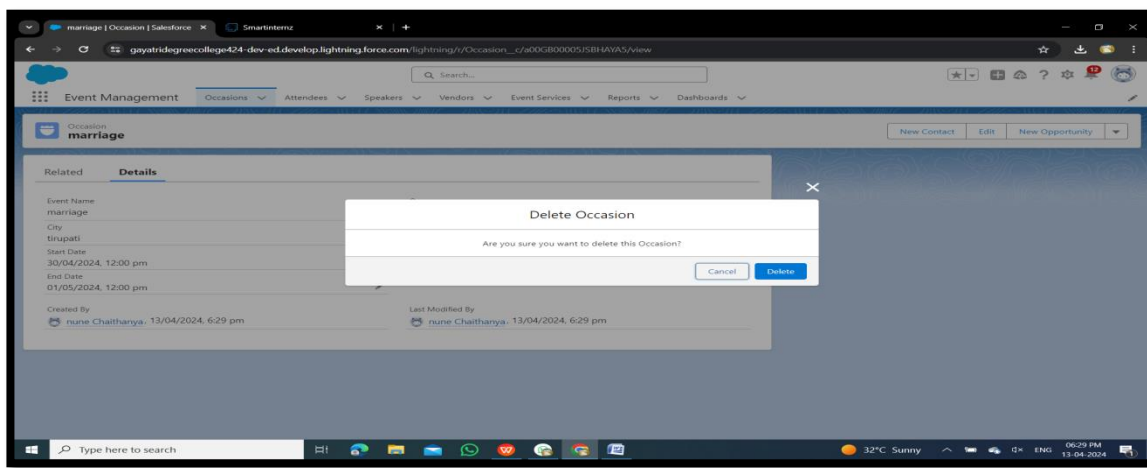 marriage | Occasion | Salesforce
Smartinternz
gayatridegreecollege424-dev-ed.develop.lightning.force.com/lightning/r/Occasion__c/a00GB00005JSBHAYA5/view
Search...
12
Event Management Occasions Attendees Speakers Vendors Event Services Reports Dashboards
Occasion
marriage
New Contact Edit New Opportunity
Related Details
Event Name
marriage
City
tirupati
Start Date
30/04/2024, 12:00 pm
End Date
01/05/2024, 12:00 pm
Created By
nune Chaithanya, 13/04/2024, 6:29 pm
Last Modified By
nune Chaithanya, 13/04/2024, 6:29 pm
Delete Occasion
Are you sure you want to delete this Occasion?
Cancel Delete
Type here to search
32°C Sunny
ENG
06:29 PM
13-04-2024